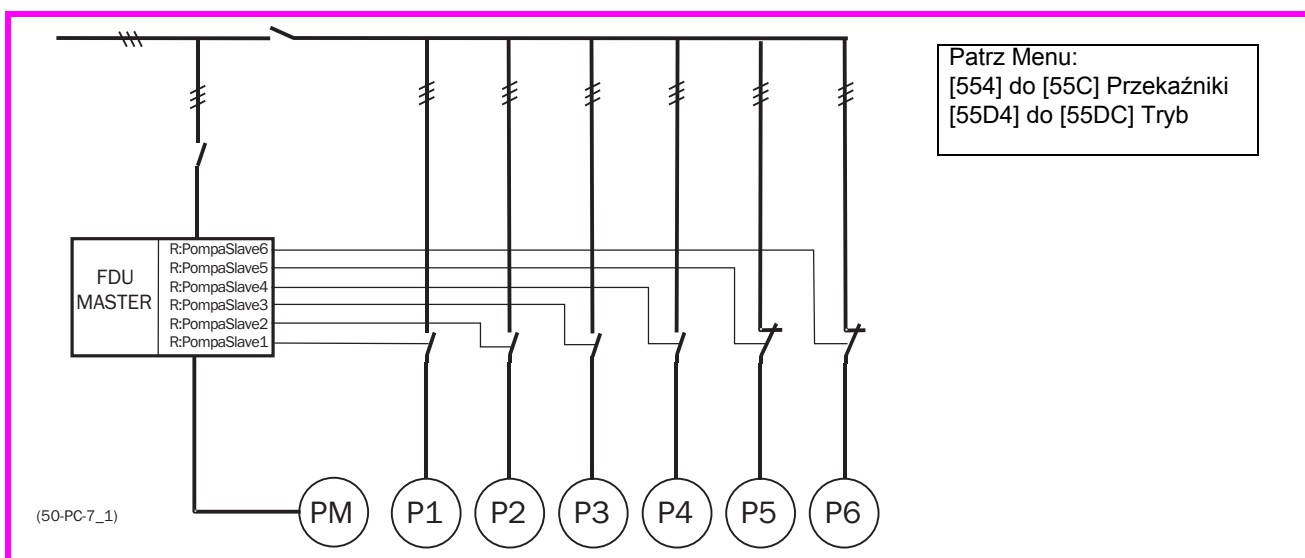 Patrz Menu:
[554] do [55C] Przekaźniki
[55D4] do [55DC] Tryb
FDU
MASTER
R:PompaSlave6
R:PompaSlave5
R:PompaSlave4
R:PompaSlave3
R:PompaSlave2
R:PompaSlave1
PM
P1
P2
P3
P4
P5
P6
(50-PC-7_1)